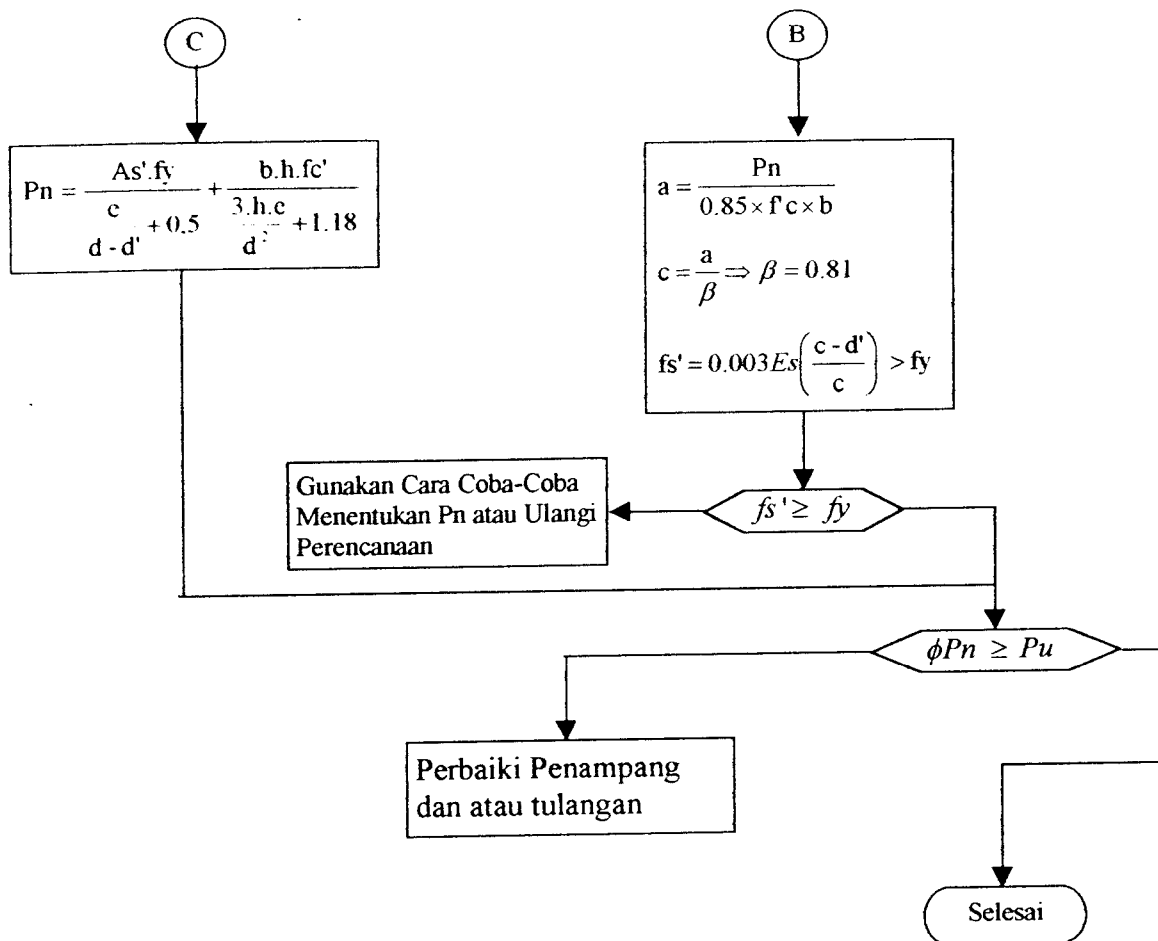 C
B
Pn = As'.fy / (e / (d - d') + 0.5) + b.h.fc' / (3.h.e / d² + 1.18)
a = Pn / (0.85 × f'c × b)
c = a / β ⇒ β = 0.81
fs' = 0.003Es((c - d') / c) > fy
Gunakan Cara Coba-Coba
Menentukan Pn atau Ulangi
Perencanaan
fs' ≥ fy
ϕPn ≥ Pu
Perbaiki Penampang
dan atau tulangan
Selesai